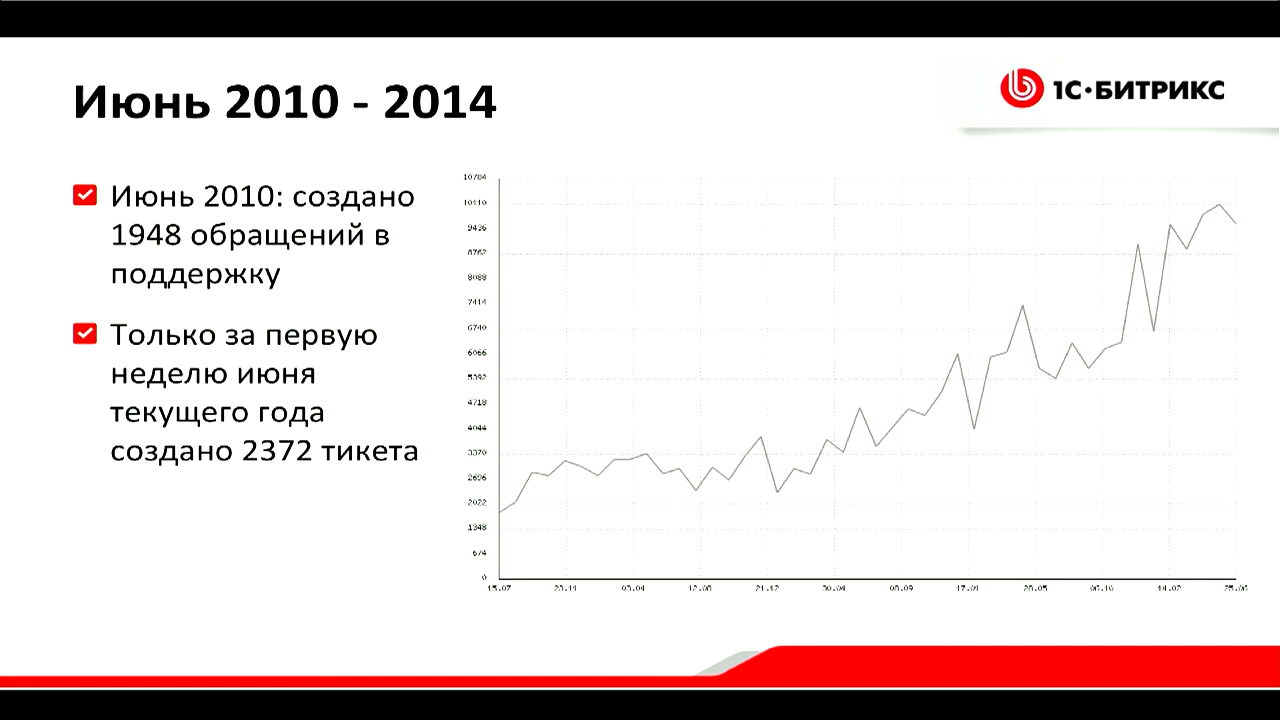 Июнь 2010 - 2014
1С·БИТРИКС
Июнь 2010: создано
1948 обращений в
поддержку
Только за первую
неделю июня
текущего года
создано 2372 тикета
10784
10110
9436
8762
8088
7414
6740
6066
5392
4718
4044
3370
2696
2022
1348
674
0
15.07 23.11 03.04 12.08 21.12 30.04 08.09 17.01 28.05 06.10 14.02 25.06